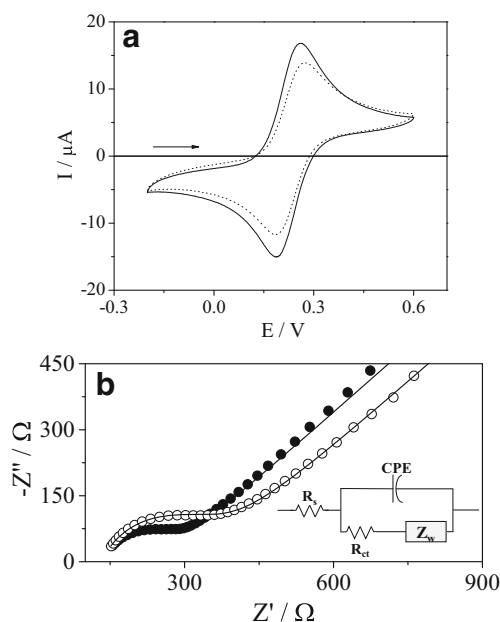 a
20
10
0
-10
-20
I / μA
-0.3 0.0 0.3 0.6
E / V
b
450
300
150
0
-Z'' / Ω
CPE
R_s
R_ct
Z_w
0 300 600 900
Z' / Ω